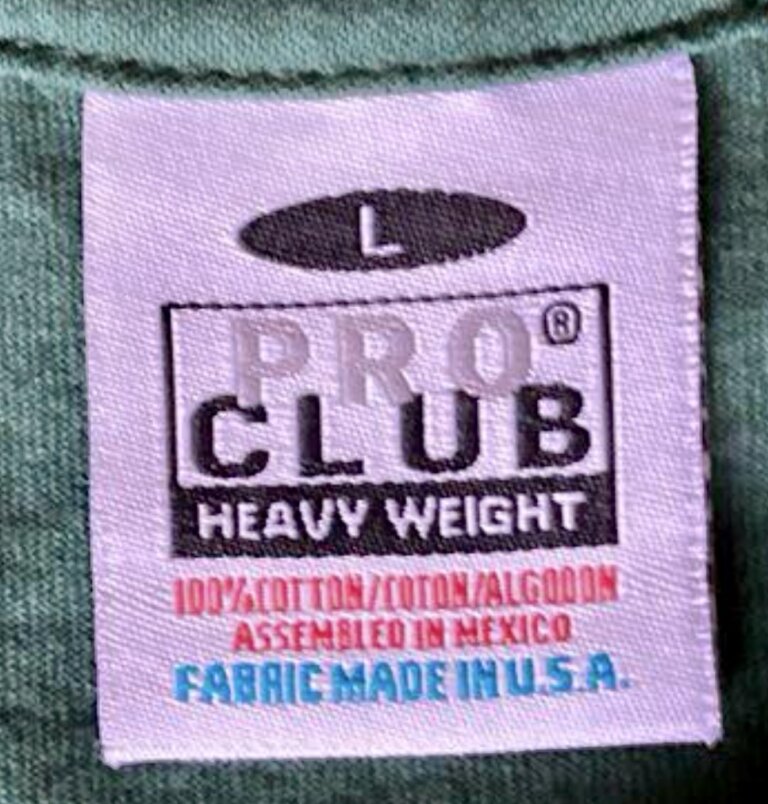 L
PRO ®
CLUB
HEAVY WEIGHT
100% COTTON/COTON/ALGODON
ASSEMBLED IN MEXICO
FABRIC MADE IN U.S.A.